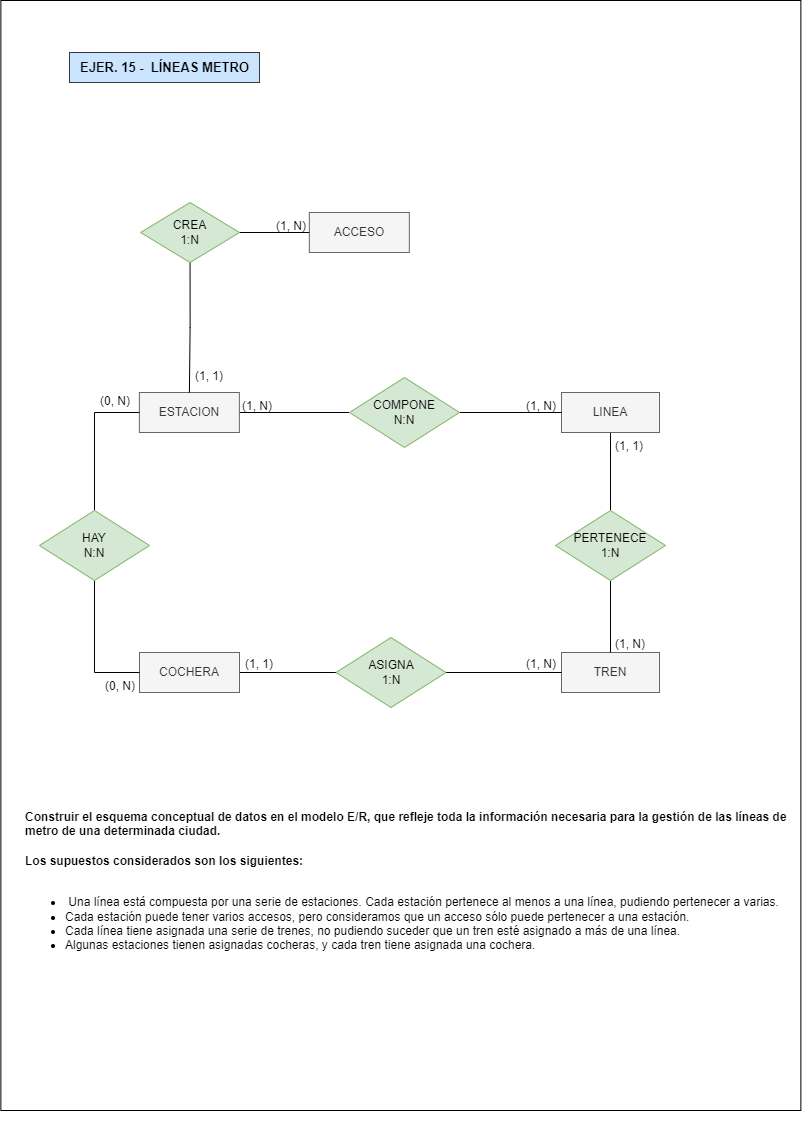 EJER. 15 -  LÍNEAS METRO
CREA
1:N
(1, N)
ACCESO
(1, 1)
(0, N)
ESTACION
(1, N)
COMPONE
N:N
(1, N)
LINEA
(1, 1)
HAY
N:N
PERTENECE
1:N
(1, N)
COCHERA
(1, 1)
ASIGNA
1:N
(1, N)
TREN
(0, N)
Construir el esquema conceptual de datos en el modelo E/R, que refleje toda la información necesaria para la gestión de las líneas de
metro de una determinada ciudad.
Los supuestos considerados son los siguientes:
• Una línea está compuesta por una serie de estaciones. Cada estación pertenece al menos a una línea, pudiendo pertenecer a varias.
• Cada estación puede tener varios accesos, pero consideramos que un acceso sólo puede pertenecer a una estación.
• Cada línea tiene asignada una serie de trenes, no pudiendo suceder que un tren esté asignado a más de una línea.
• Algunas estaciones tienen asignadas cocheras, y cada tren tiene asignada una cochera.